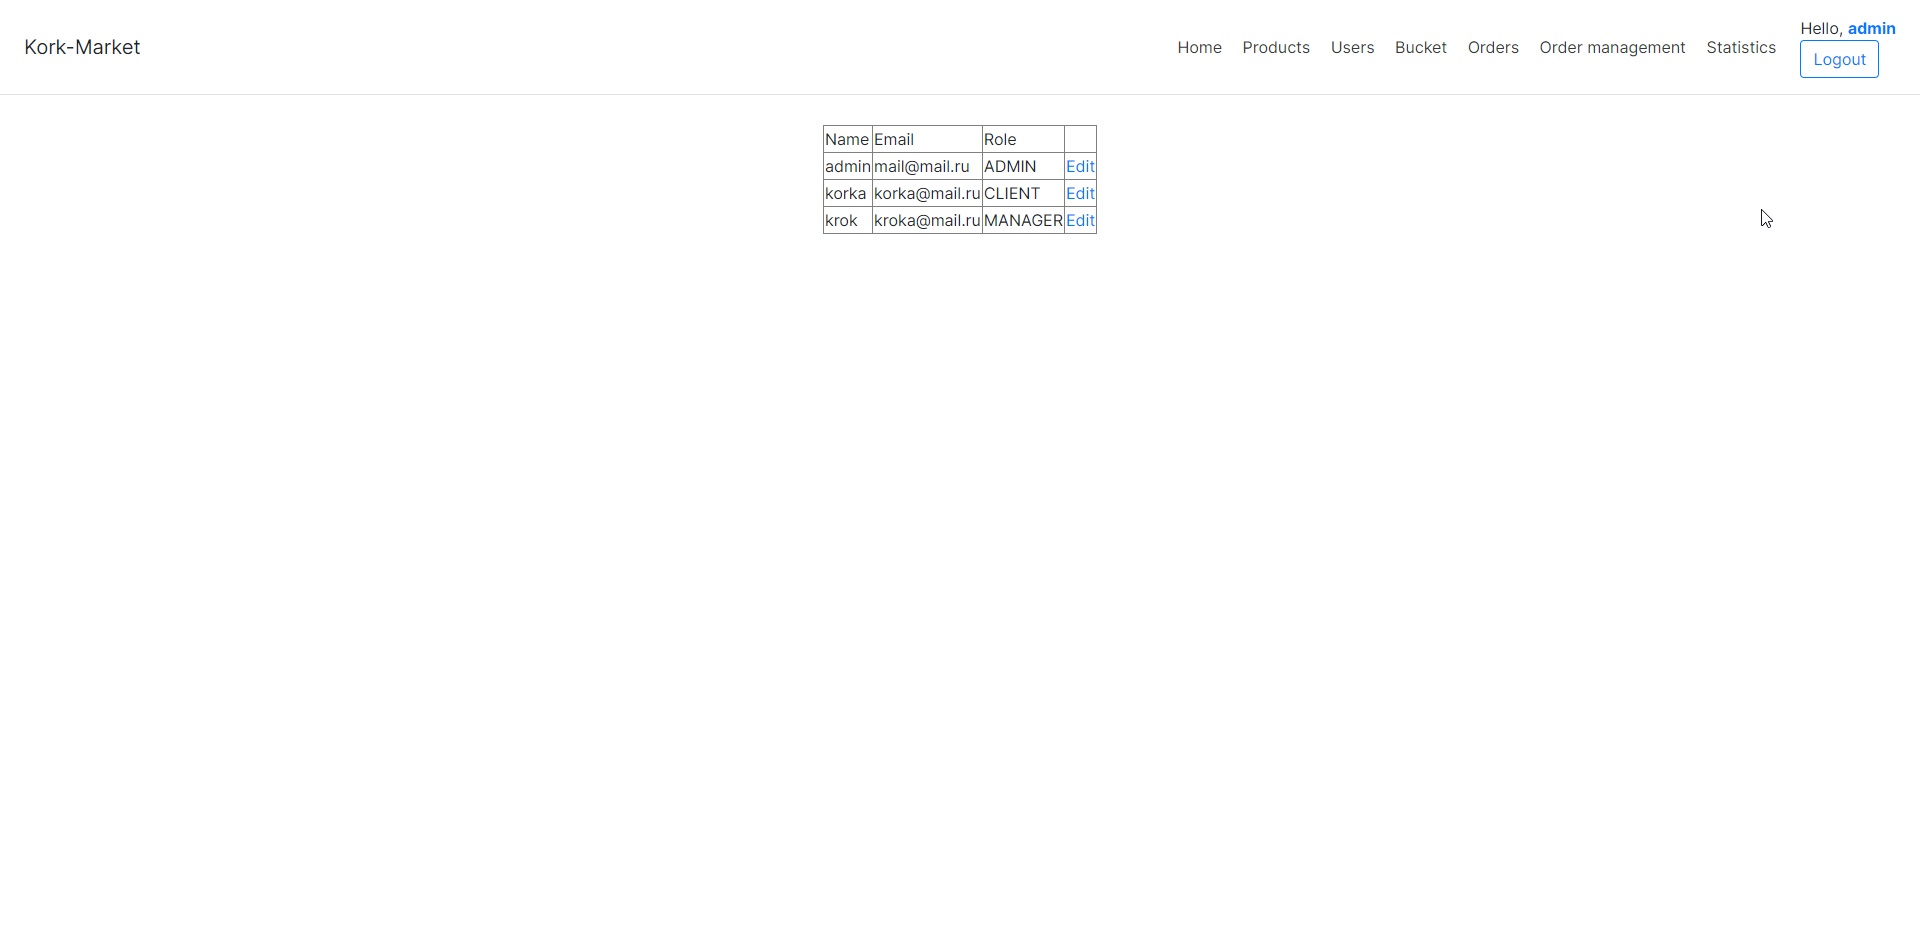 Kork-Market
Home Products Users Bucket Orders Order management Statistics
Hello, admin
Logout
Name Email Role
admin mail@mail.ru ADMIN Edit
korka korka@mail.ru CLIENT Edit
krok kroka@mail.ru MANAGER Edit